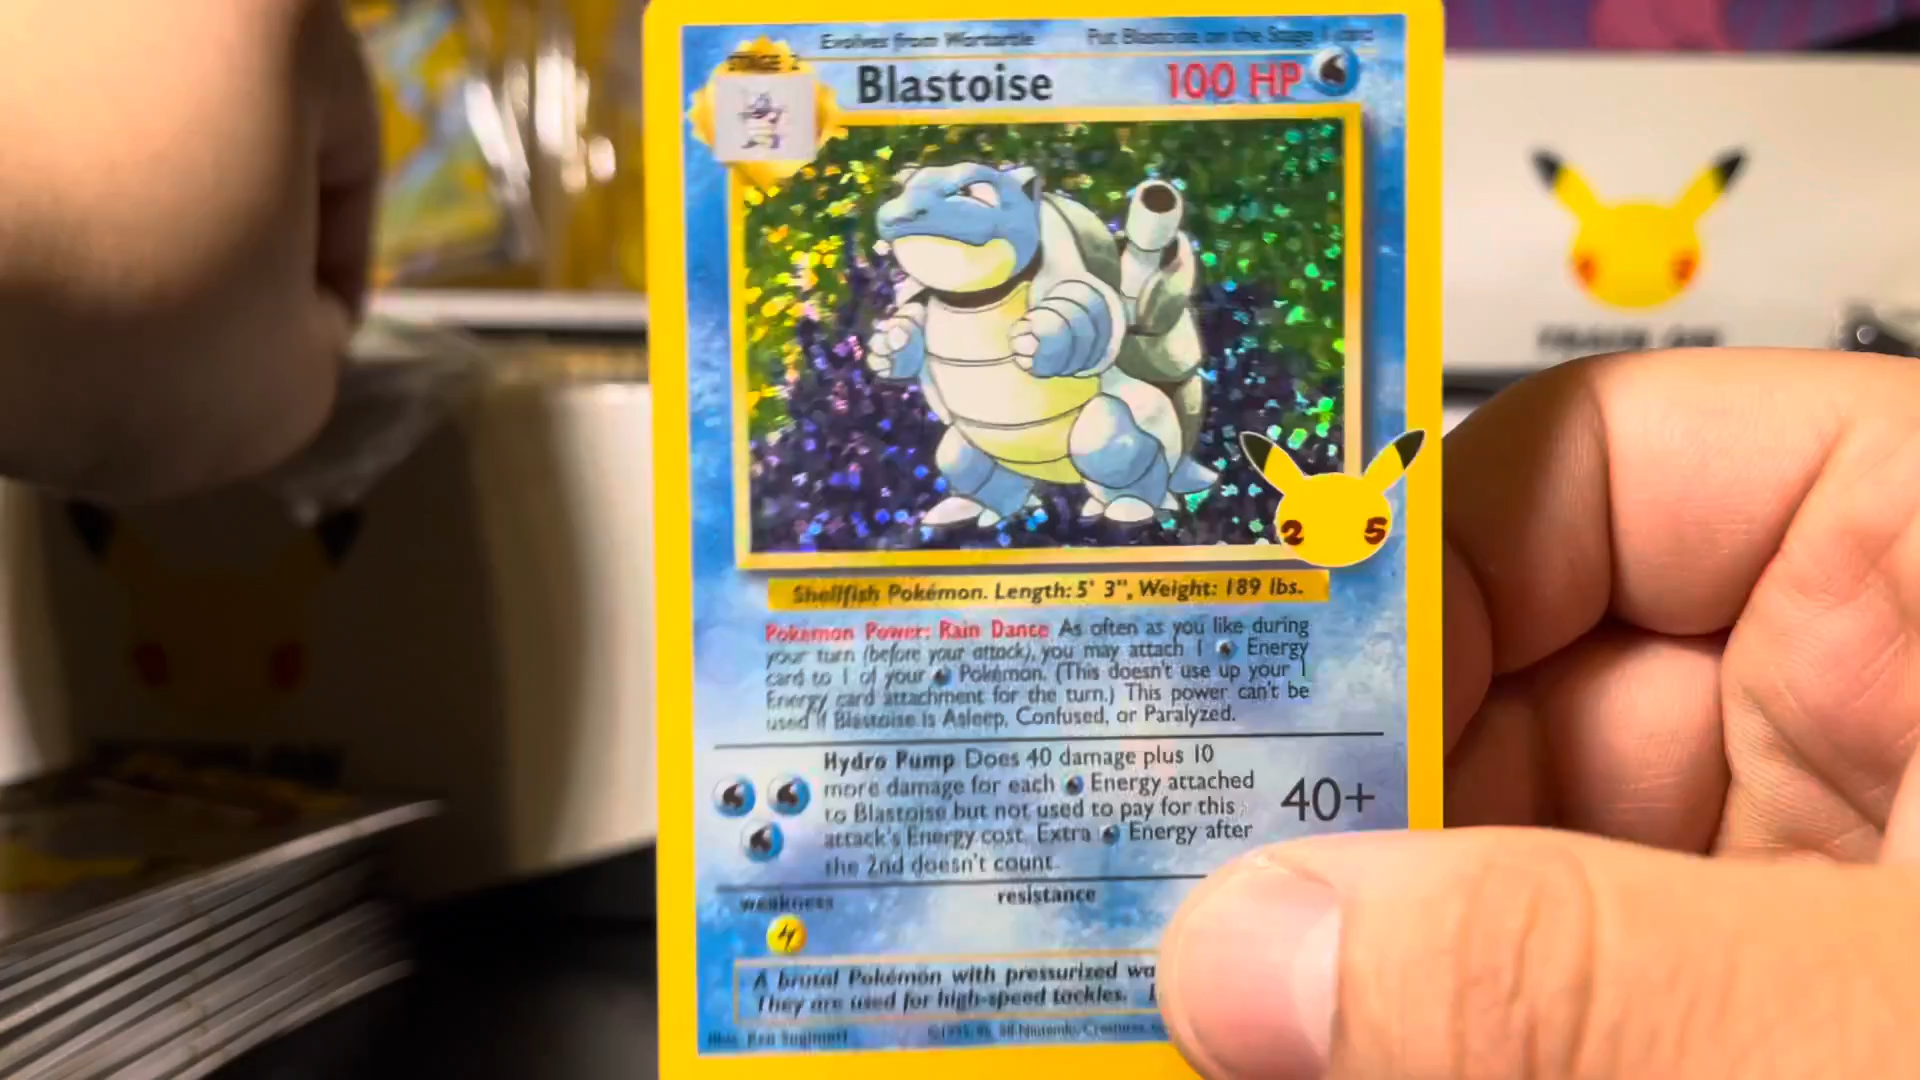 Evolves from Wartortle Put Blastoise on the Stage 1 card
STAGE 2
Blastoise 100 HP
2 5
Shellfish Pokémon. Length: 5' 3", Weight: 189 lbs.
Pokémon Power: Rain Dance As often as you like during
your turn (before your attack), you may attach 1 Energy
card to 1 of your Pokémon. (This doesn't use up your 1
Energy card attachment for the turn.) This power can't be
used if Blastoise is Asleep, Confused, or Paralyzed.
Hydro Pump Does 40 damage plus 10
more damage for each Energy attached
to Blastoise but not used to pay for this
attack's Energy cost. Extra Energy after
the 2nd doesn't count.
40+
weakness resistance
A brutal Pokémon with pressurized wa
They are used for high-speed tackles.
Illus. Ken Sugimori ©1995, 96, 98 Nintendo, Creatures,